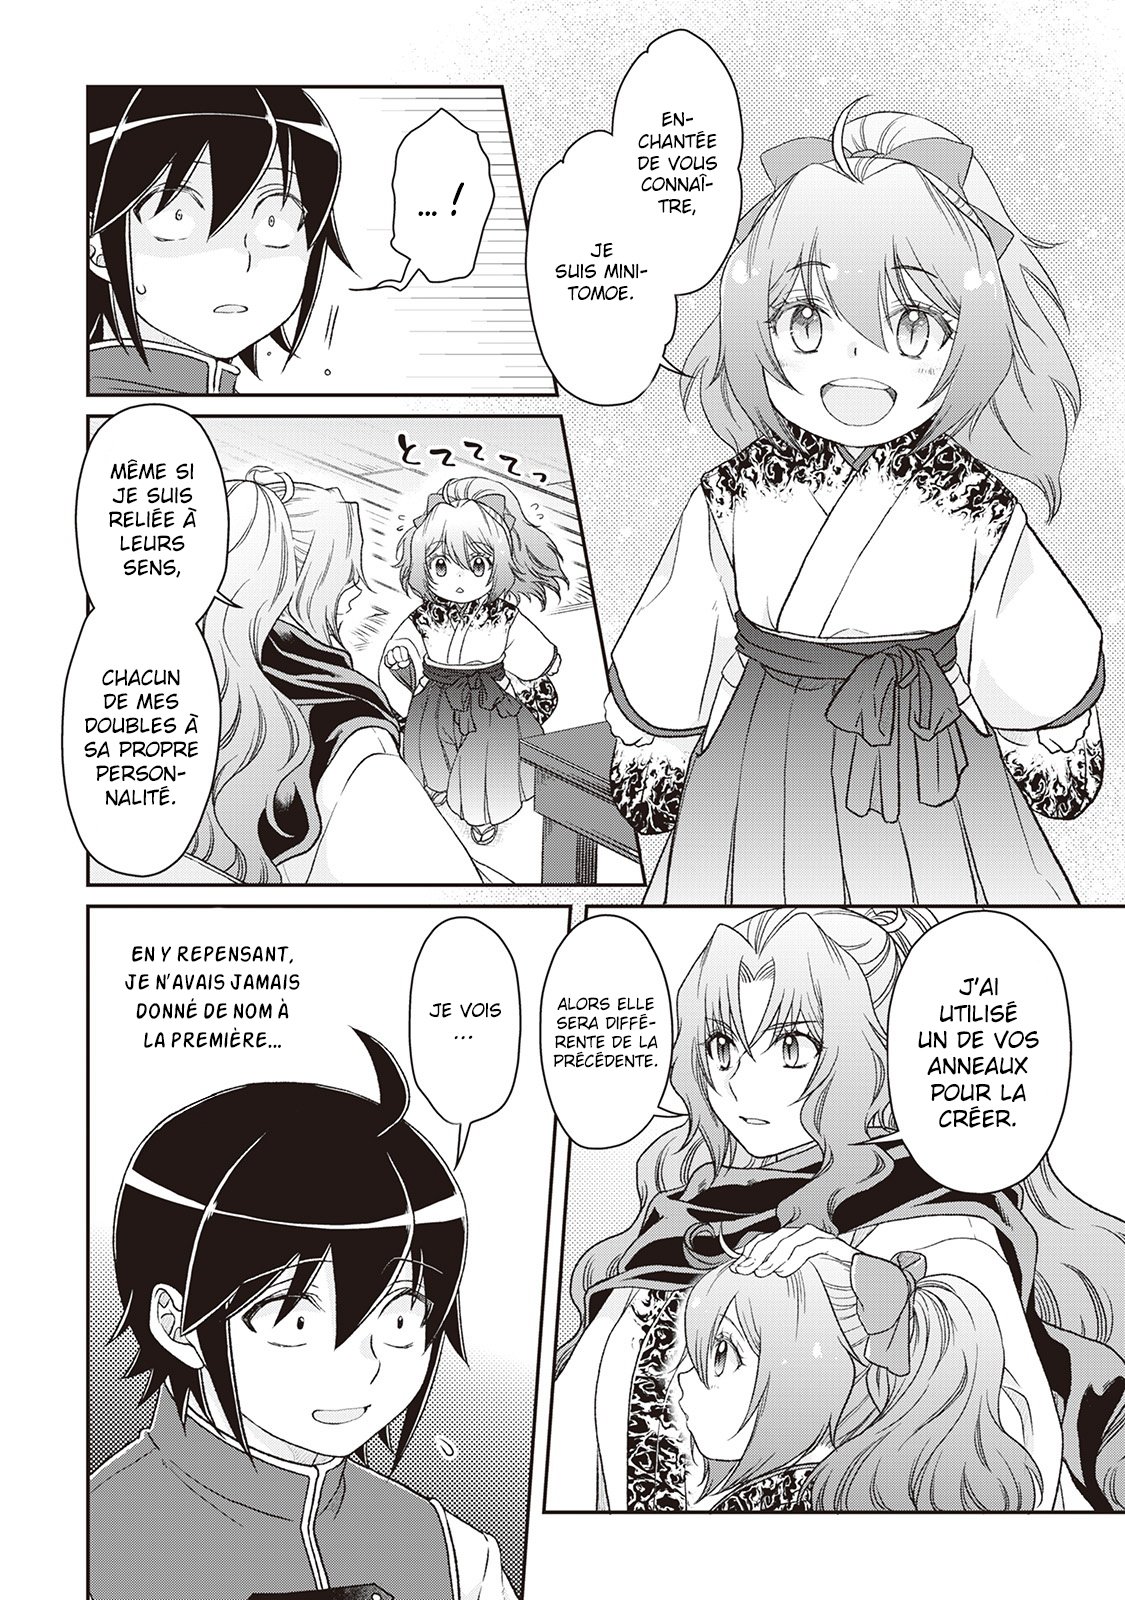 EN-
CHANTÉE
DE VOUS
CONNAÎ-
TRE,
JE
SUIS MINI-
TOMOE.
... !
とてててっ
MÊME SI
JE SUIS
RELIÉE À
LEURS
SENS,
CHACUN
DE MES
DOUBLES À
SA PROPRE
PERSON-
NALITÉ.
J'AI
UTILISÉ
UN DE VOS
ANNEAUX
POUR LA
CRÉER.
ALORS ELLE
SERA DIFFÉ-
RENTE DE LA
PRÉCÉDENTE.
JE VOIS
...
EN Y REPENSANT,
JE N'AVAIS JAMAIS
DONNÉ DE NOM À
LA PREMIÈRE...